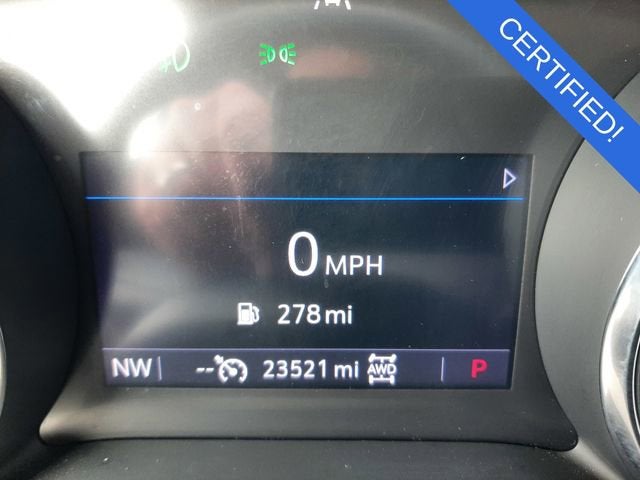 CERTIFIED!
0 MPH
278 mi
NW -- 23521 mi AWD P